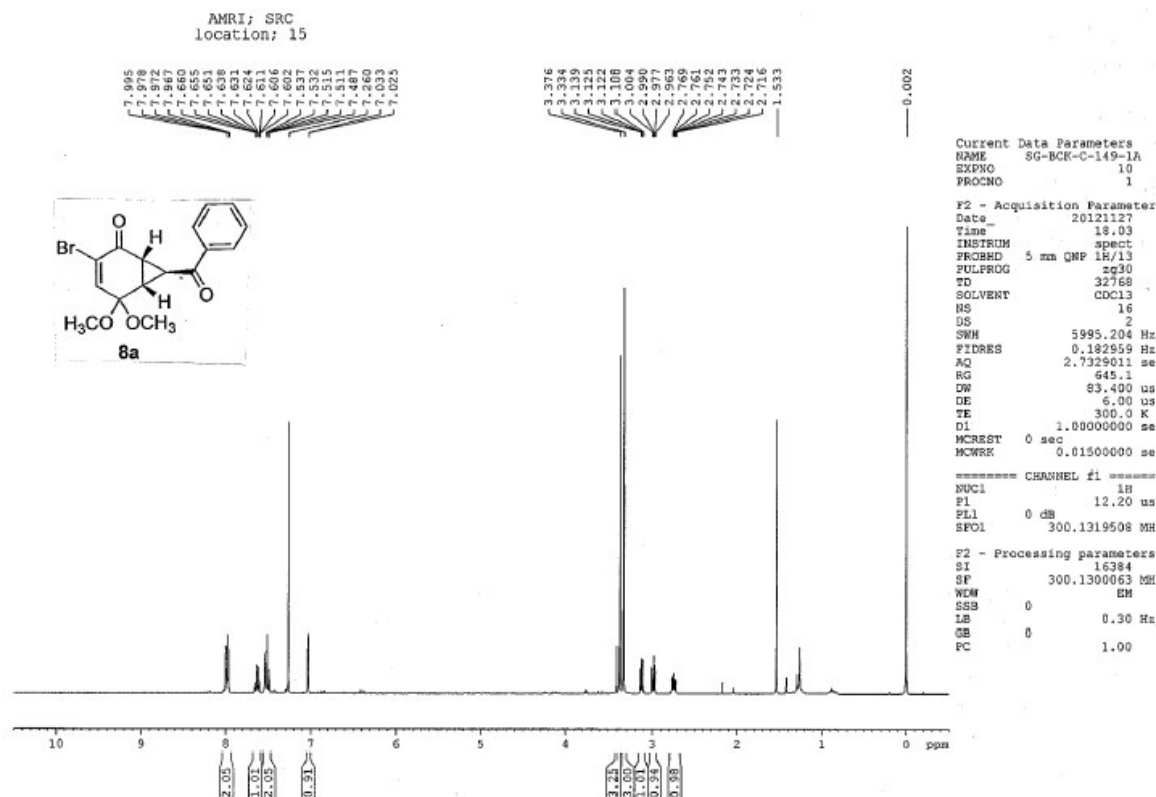 AMRI; SRC
location; 15
7.995
7.978
7.972
7.967
7.660
7.655
7.651
7.638
7.631
7.624
7.611
7.606
7.602
7.537
7.532
7.515
7.511
7.487
7.260
7.033
7.025
3.376
3.334
3.139
3.125
3.122
3.108
3.004
2.990
2.977
2.963
2.769
2.761
2.752
2.743
2.733
2.724
2.716
1.533
0.002
O
Br
H
H
O
H3CO OCH3
8a
Current Data Parameters
NAME SG-BCK-C-149-1A
EXPNO 10
PROCNO 1
F2 - Acquisition Parameter
Date_ 20121127
Time 18.03
INSTRUM spect
PROBHD 5 mm QNP 1H/13
PULPROG zg30
TD 32768
SOLVENT CDCl3
NS 16
DS 2
SWH 5995.204 Hz
FIDRES 0.182959 Hz
AQ 2.7329011 se
RG 645.1
DW 83.400 us
DE 6.00 us
TE 300.0 K
D1 1.00000000 se
MCREST 0 sec
MCWRK 0.01500000 se
======== CHANNEL f1 ======
NUC1 1H
P1 12.20 us
PL1 0 dB
SFO1 300.1319508 MH
F2 - Processing parameters
SI 16384
SF 300.1300063 MH
WDW EM
SSB 0
LB 0.30 Hz
GB 0
PC 1.00
10 9 8 7 6 5 4 3 2 1 0 ppm
2.05
1.01
2.05
0.91
3.25
3.00
1.01
0.94
0.98